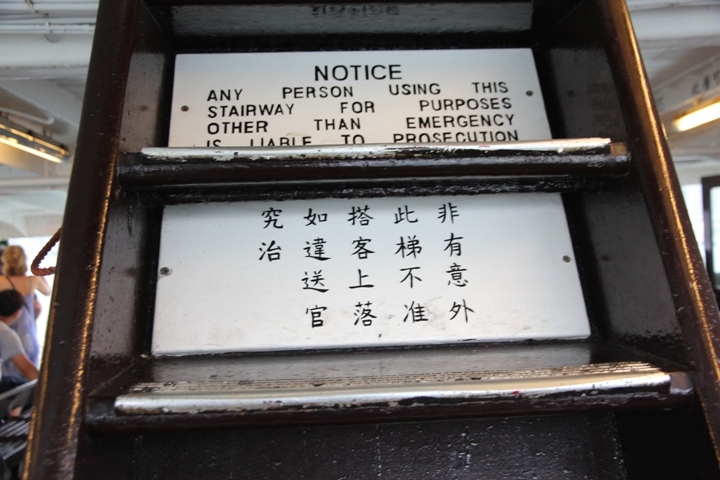 NOTICE
ANY PERSON USING THIS
STAIRWAY FOR PURPOSES
OTHER THAN EMERGENCY
IS LIABLE TO PROSECUTION
非有意外
此梯不准
搭客上落
如違送官
究治